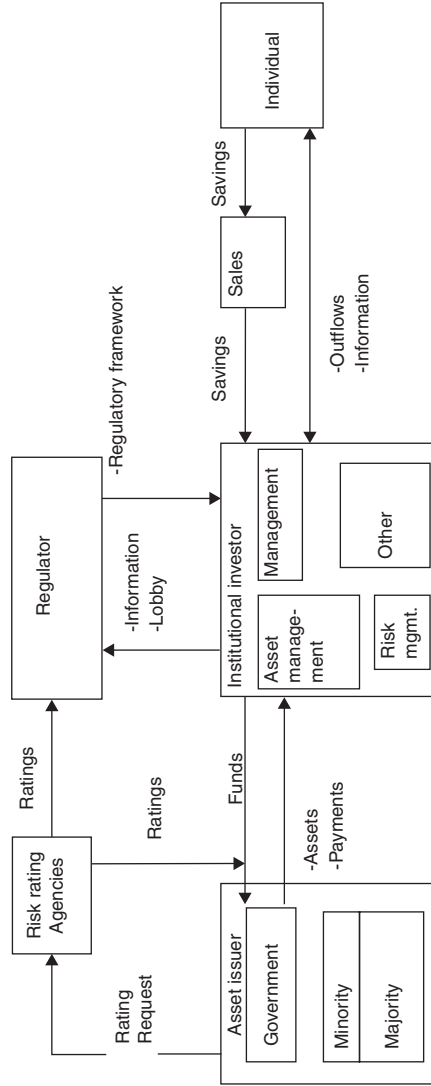 Rating
Request
Risk rating
Agencies
Ratings
Ratings
Regulator
-Information
-Lobby
-Regulatory framework
Asset issuer
Government
Minority
Majority
Funds
-Assets
-Payments
Institutional investor
Asset
manage-
ment
Management
Risk
mgmt.
Other
Savings
Sales
Savings
-Outflows
-Information
Individual